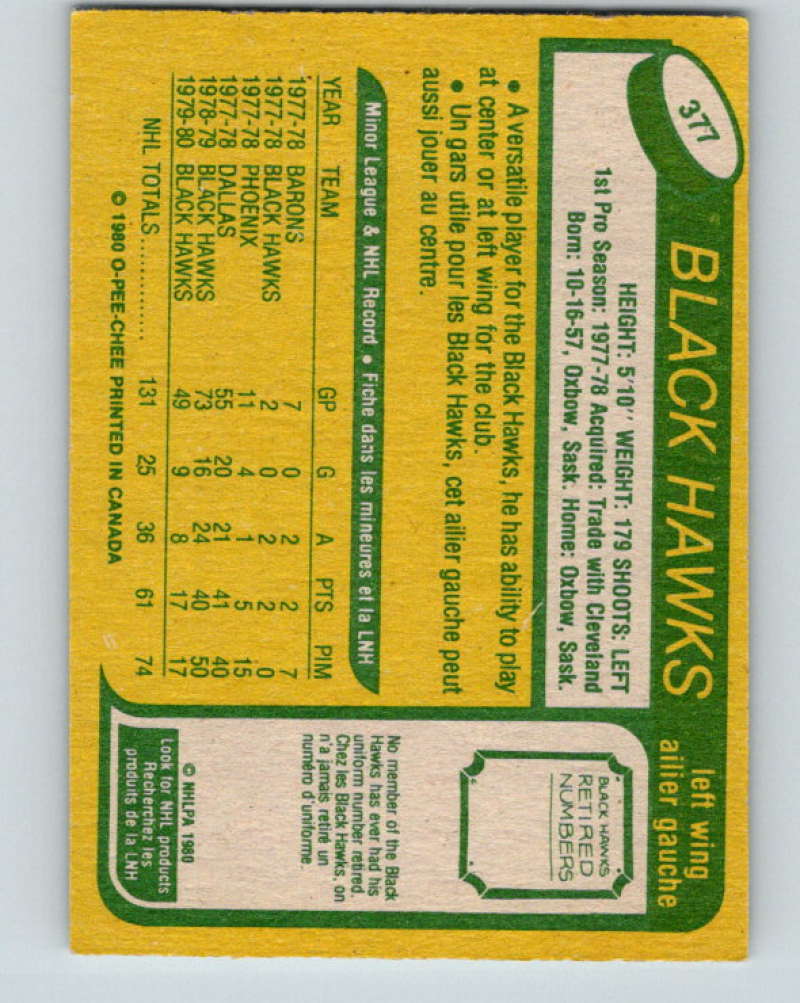 377
BLACK HAWKS
left wing
ailier gauche
HEIGHT: 5'10" WEIGHT: 179 SHOOTS: LEFT
1st Pro Season: 1977-78 Acquired: Trade with Cleveland
Born: 10-16-57, Oxbow, Sask. Home: Oxbow, Sask.
• A versatile player for the Black Hawks, he has ability to play
at center or at left wing for the club.
• Un gars utile pour les Black Hawks, cet ailier gauche peut
aussi jouer au centre.
Minor League & NHL Record • Fiche dans les mineures et la LNH
YEAR TEAM GP G A PTS PIM
1977-78 BARONS 7 0 2 2 7
1977-78 BLACK HAWKS 2 0 2 2 0
1977-78 PHOENIX 11 4 1 5 15
1977-78 DALLAS 55 20 21 41 40
1978-79 BLACK HAWKS 73 16 24 40 50
1979-80 BLACK HAWKS 49 9 8 17 17
NHL TOTALS .............. 131 25 36 61 74
© 1980 O-PEE-CHEE PRINTED IN CANADA
BLACK HAWKS
RETIRED
NUMBERS
No member of the Black
Hawks has ever had his
uniform number retired.
Chez les Black Hawks, on
n'a jamais retiré un
numéro d'uniforme.
© NHLPA 1980
Look for NHL products
Recherchez les
produits de la LNH